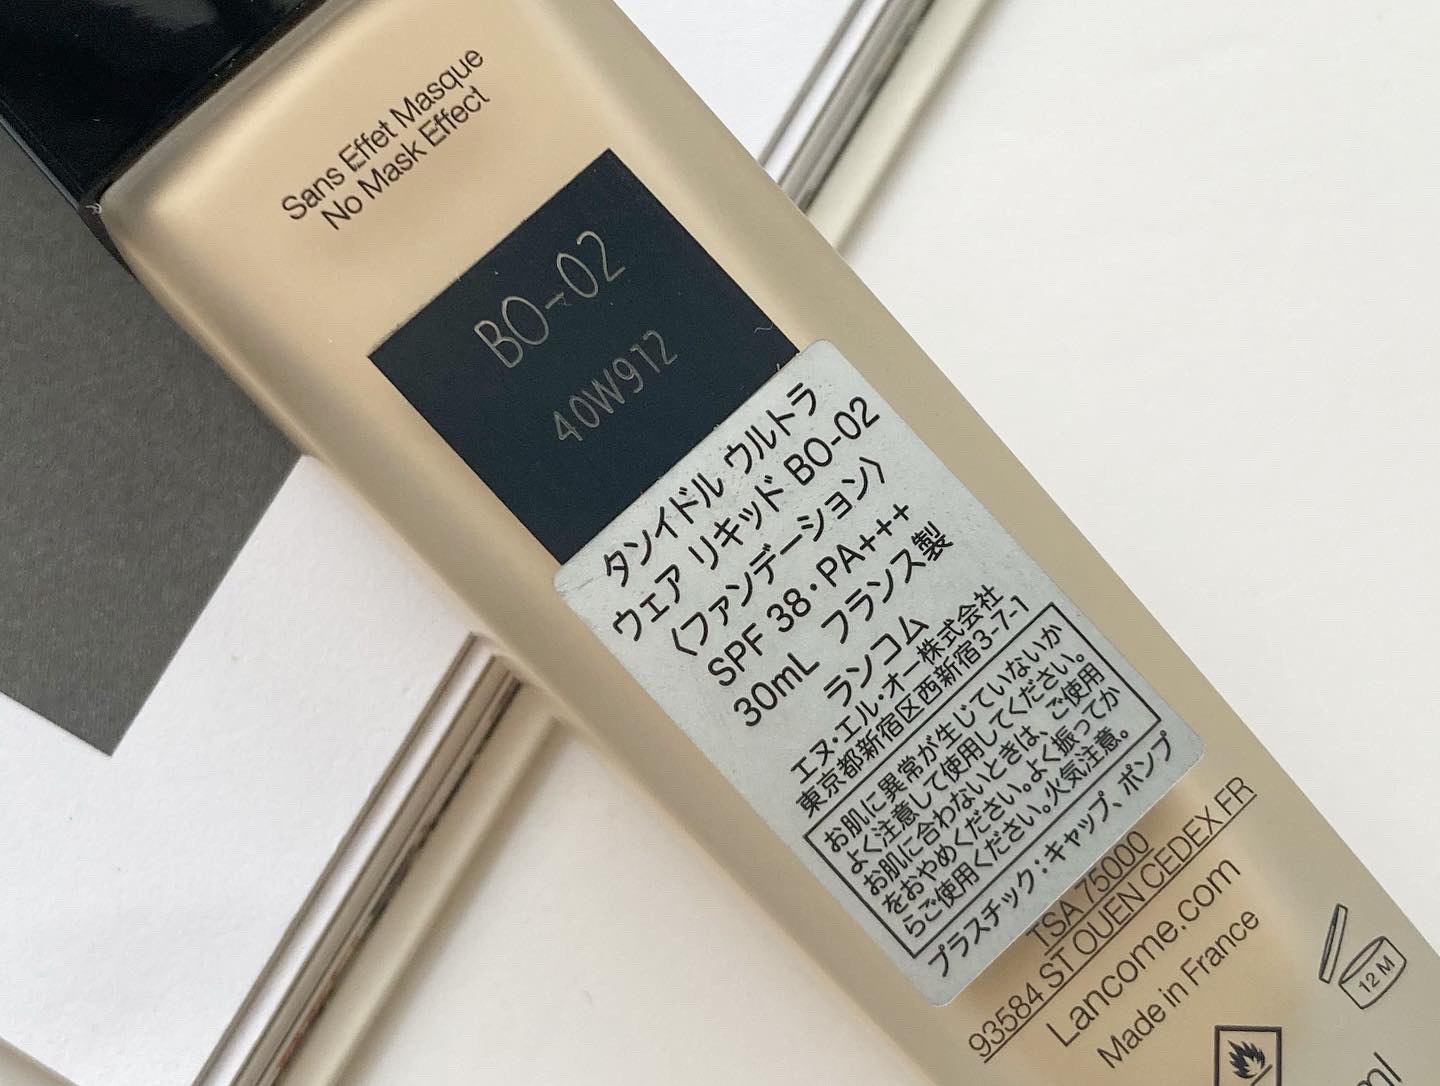 Sans Effet Masque
No Mask Effect
BO-02
40W912
タンイドル ウルトラ
ウェア リキッド BO-02
〈ファンデーション〉
SPF 38・PA+++
30mL フランス製
ランコム
エヌ・エル・オー株式会社
東京都新宿区西新宿3-7-1
お肌に異常が生じていないか
よく注意して使用してください。
お肌に合わないときは、ご使用
をおやめください。よく振ってか
らご使用ください。火気注意。
プラスチック：キャップ、ポンプ
TSA 75000
93584 ST OUEN CEDEX FR
Lancome.com
Made in France
12 M
ml